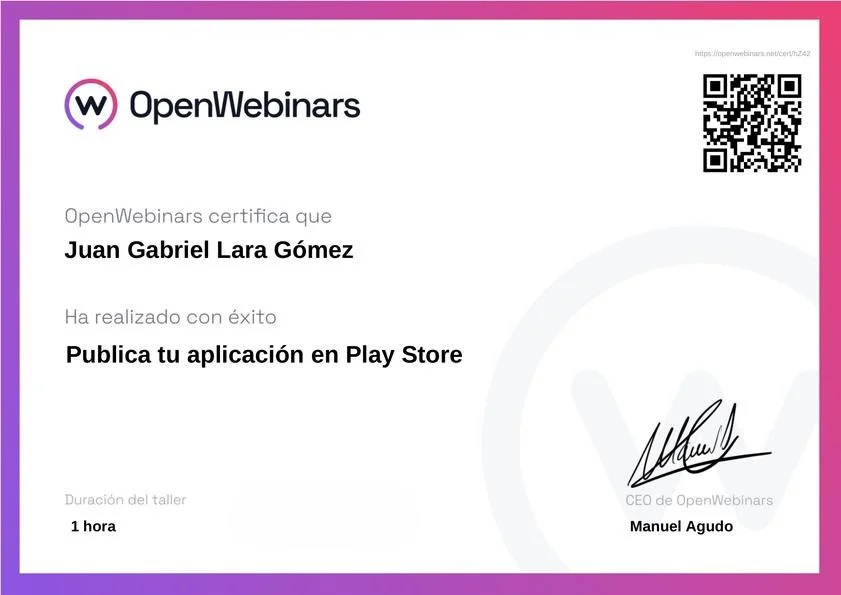 https://openwebinars.net/cert/hZ42
OpenWebinars
OpenWebinars certifica que
Juan Gabriel Lara Gómez
Ha realizado con éxito
Publica tu aplicación en Play Store
Duración del taller
1 hora
CEO de OpenWebinars
Manuel Agudo